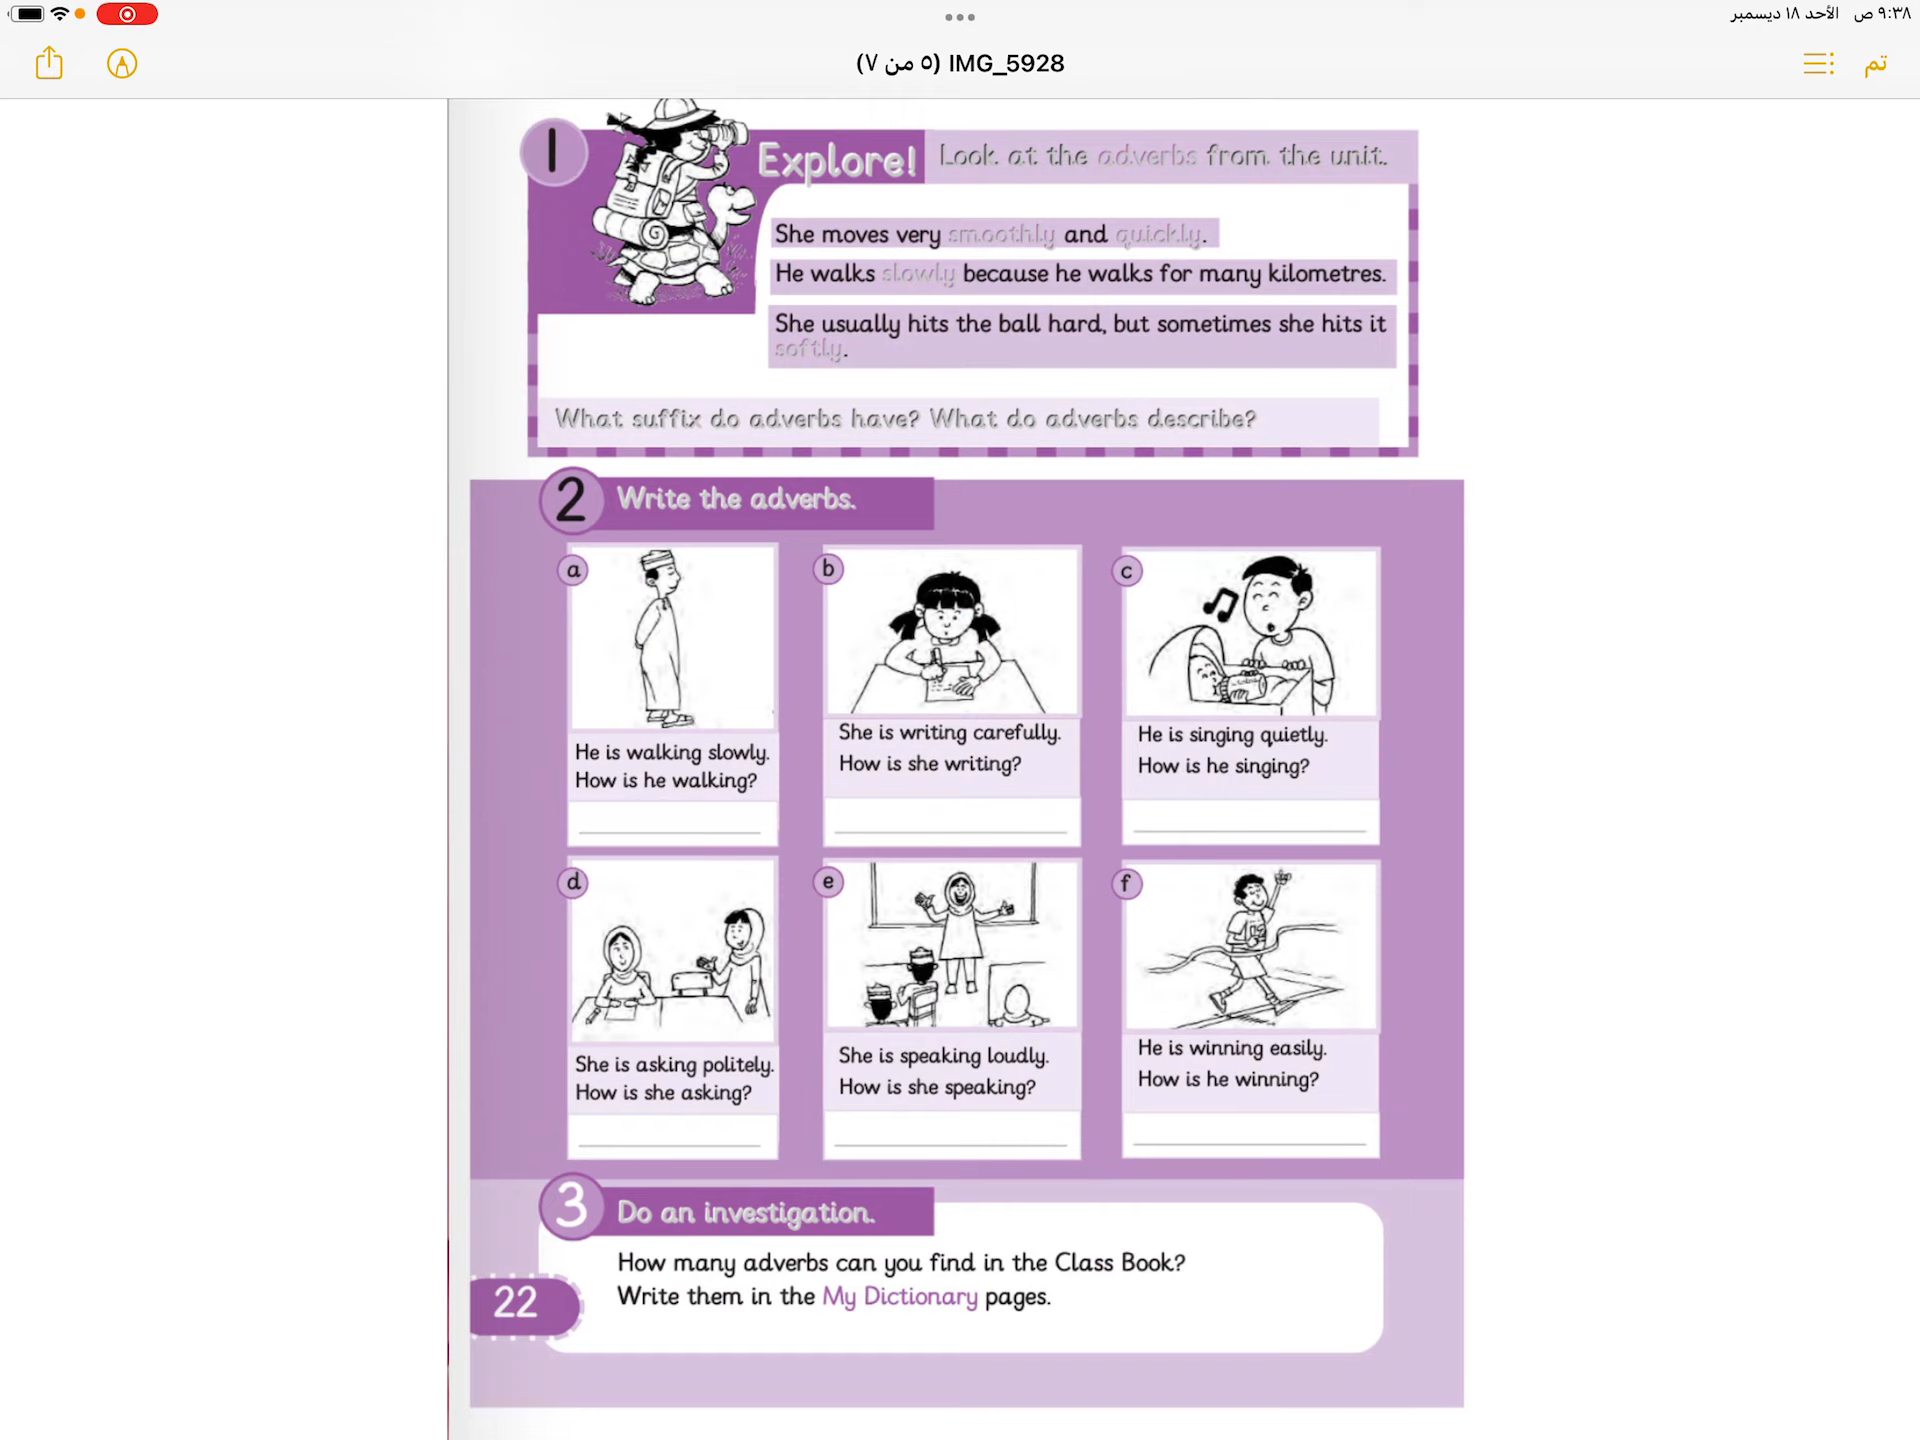 ٩:٣٨ ص الأحد ١٨ ديسمبر
IMG_5928 (٥ من ٧)
تم
1
Explore! Look at the adverbs from the unit.
She moves very smoothly and quickly.
He walks slowly because he walks for many kilometres.
She usually hits the ball hard, but sometimes she hits it
softly.
What suffix do adverbs have? What do adverbs describe?
2 Write the adverbs.
a
He is walking slowly.
How is he walking?
b
She is writing carefully.
How is she writing?
c
He is singing quietly.
How is he singing?
d
She is asking politely.
How is she asking?
e
She is speaking loudly.
How is she speaking?
f
He is winning easily.
How is he winning?
3 Do an investigation.
How many adverbs can you find in the Class Book?
Write them in the My Dictionary pages.
22